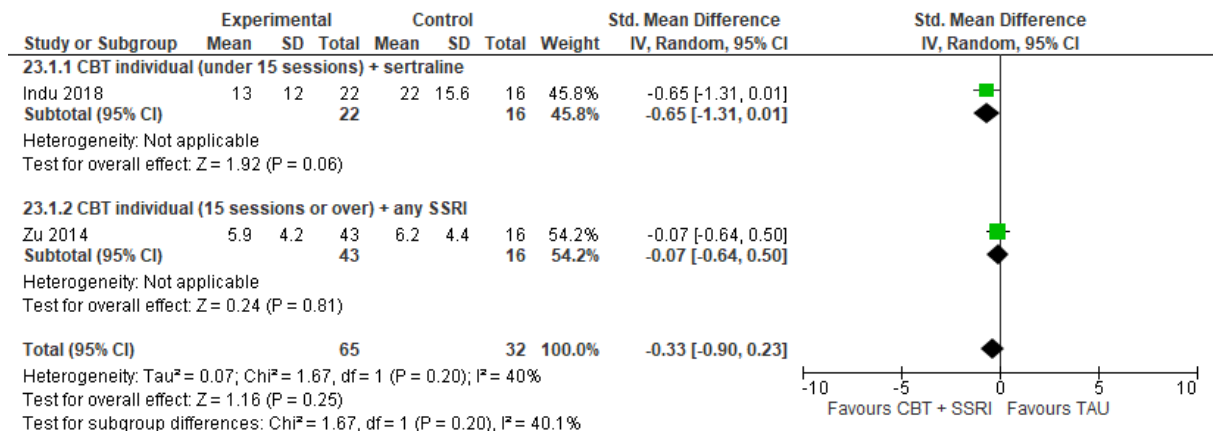 Experimental Control Std. Mean Difference Std. Mean Difference
Study or Subgroup Mean SD Total Mean SD Total Weight IV, Random, 95% CI IV, Random, 95% CI
23.1.1 CBT individual (under 15 sessions) + sertraline
Indu 2018 13 12 22 22 15.6 16 45.8% -0.65 [-1.31, 0.01]
Subtotal (95% CI) 22 16 45.8% -0.65 [-1.31, 0.01]
Heterogeneity: Not applicable
Test for overall effect: Z = 1.92 (P = 0.06)
23.1.2 CBT individual (15 sessions or over) + any SSRI
Zu 2014 5.9 4.2 43 6.2 4.4 16 54.2% -0.07 [-0.64, 0.50]
Subtotal (95% CI) 43 16 54.2% -0.07 [-0.64, 0.50]
Heterogeneity: Not applicable
Test for overall effect: Z = 0.24 (P = 0.81)
Total (95% CI) 65 32 100.0% -0.33 [-0.90, 0.23]
Heterogeneity: Tau² = 0.07; Chi² = 1.67, df = 1 (P = 0.20); I² = 40%
Test for overall effect: Z = 1.16 (P = 0.25)
Test for subgroup differences: Chi² = 1.67, df = 1 (P = 0.20), I² = 40.1%
-10 -5 0 5 10
Favours CBT + SSRI Favours TAU